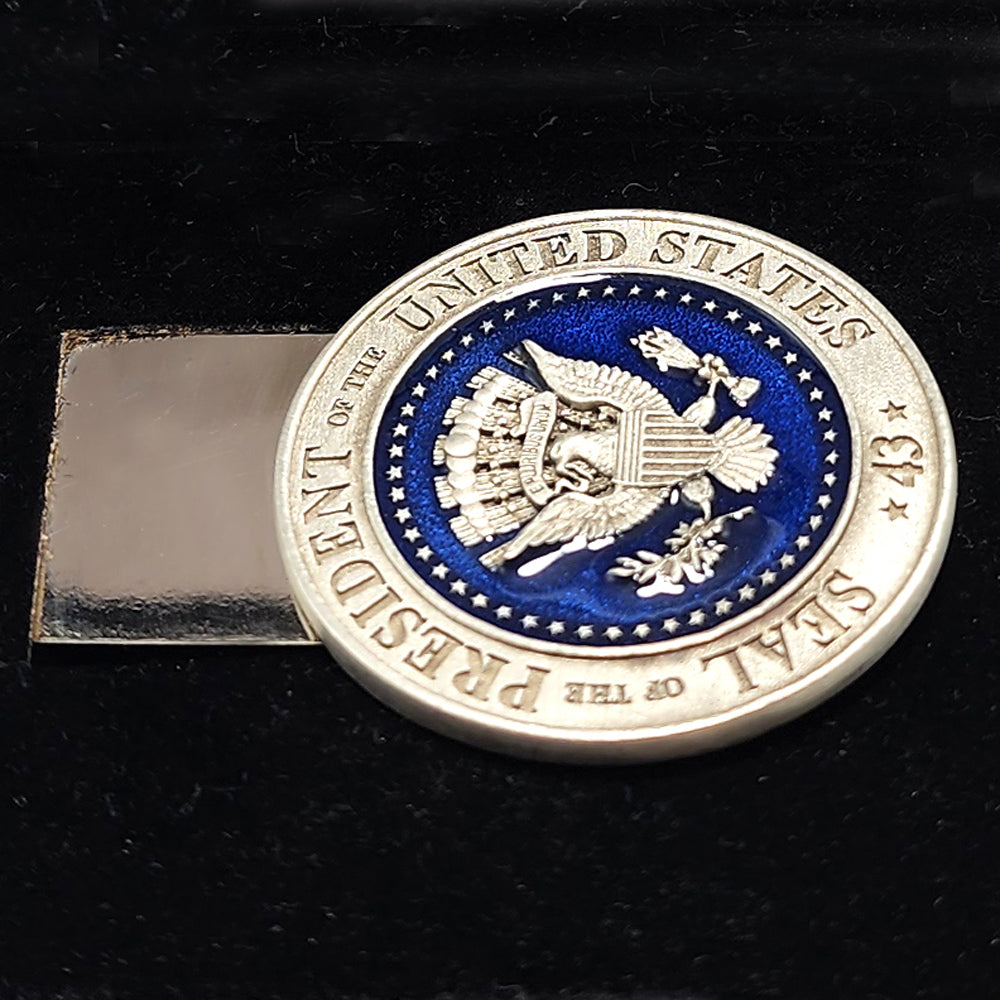 SEAL OF THE PRESIDENT OF THE UNITED STATES
★ 43 ★